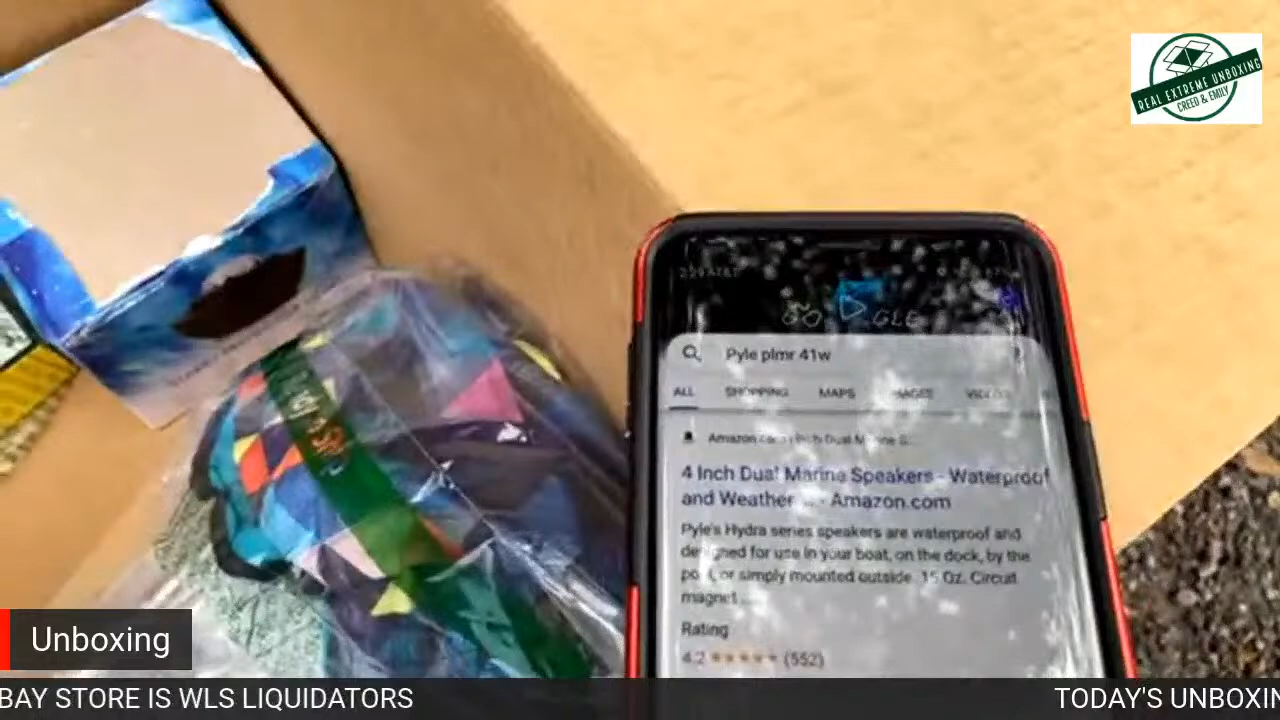 REAL EXTREME UNBOXING
CREED & EMILY
Pyle plmr 41w
ALL SHOPPING MAPS IMAGES VIDEOS
4 Inch Dual Marine Speakers - Waterproof
and Weather ... - Amazon.com
Pyle's Hydra series speakers are waterproof and
designed for use in your boat, on the dock, by the
or simply mounted outside. 15 Oz. Circuit
magnet ...
Rating
4.2 ★★★★★ (552)
Unboxing
BAY STORE IS WLS LIQUIDATORS
TODAY'S UNBOXIN